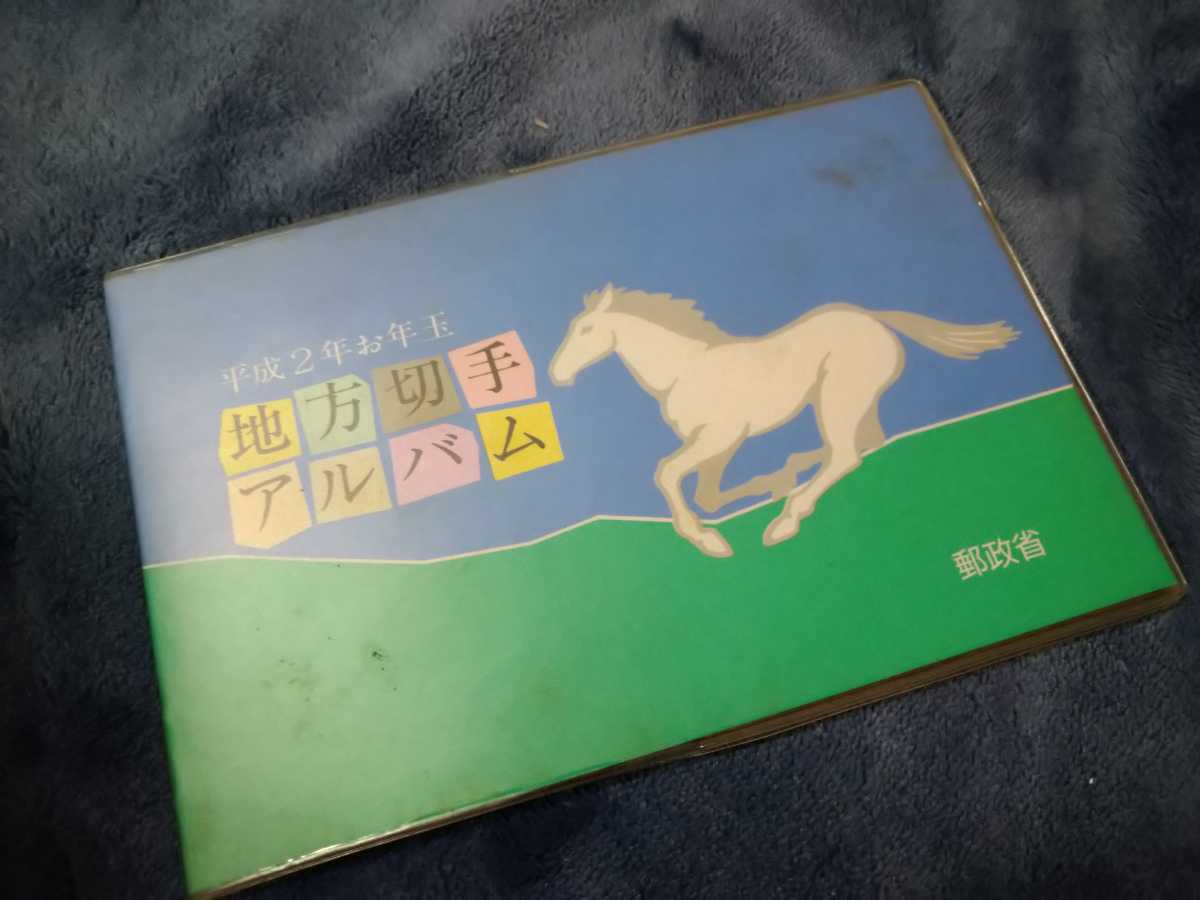 平成2年お年玉
地方切手
アルバム
郵政省